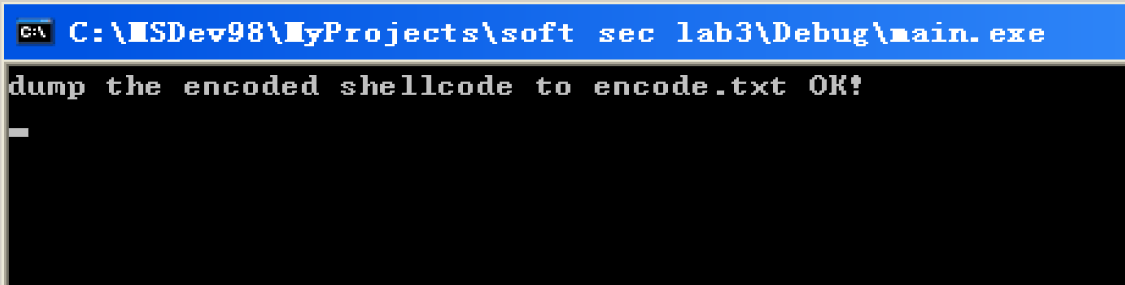 C:\MSDev98\MyProjects\soft sec lab3\Debug\main.exe
dump the encoded shellcode to encode.txt OK!